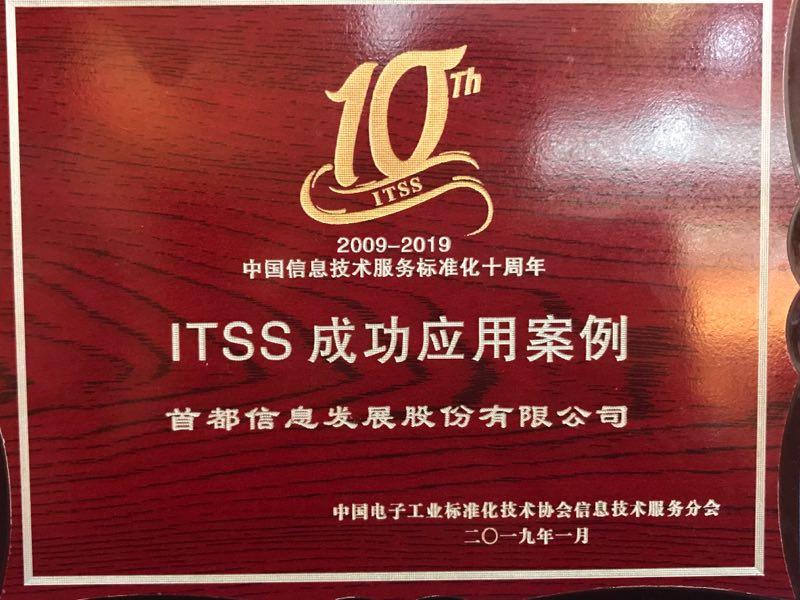 10Th
ITSS
2009-2019
中国信息技术服务标准化十周年
ITSS 成功应用案例
首都信息发展股份有限公司
中国电子工业标准化技术协会信息技术服务分会
二〇一九年一月